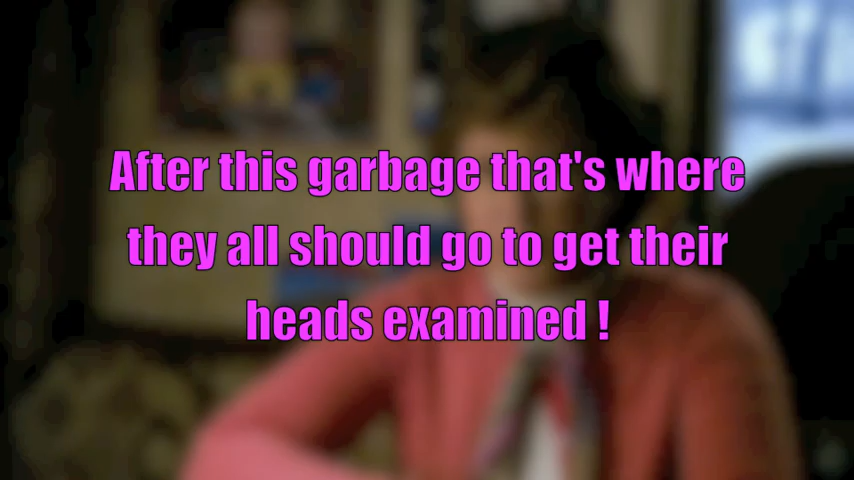 After this garbage that's where
they all should go to get their
heads examined !